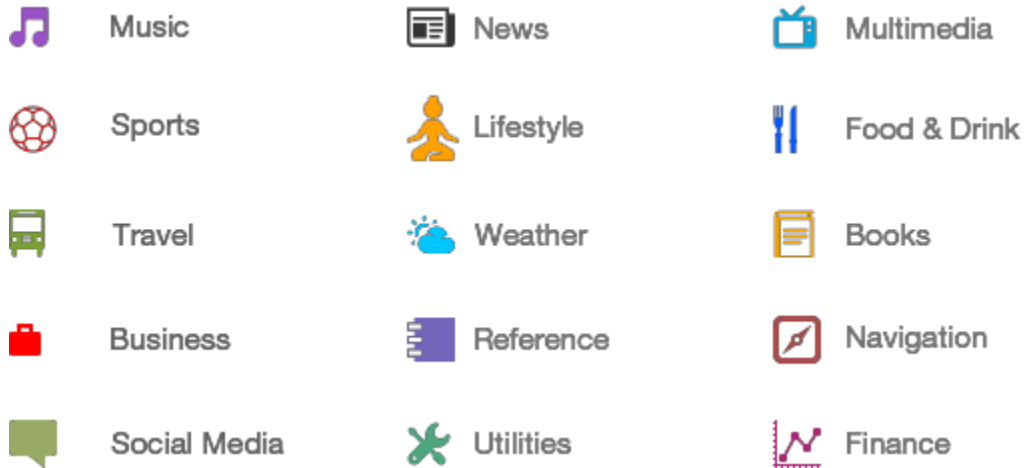 Music
News
Multimedia
Sports
Lifestyle
Food & Drink
Travel
Weather
Books
Business
Reference
Navigation
Social Media
Utilities
Finance